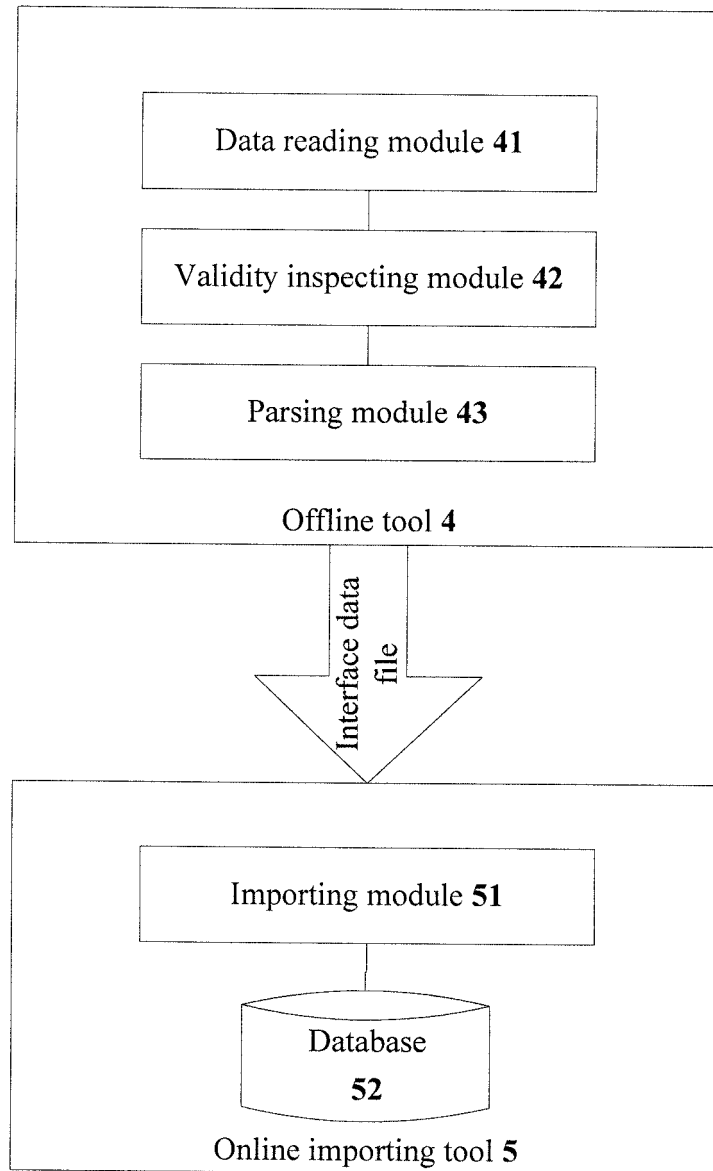 Data reading module 41
Validity inspecting module 42
Parsing module 43
Offline tool 4
Interface data
file
Importing module 51
Database
52
Online importing tool 5